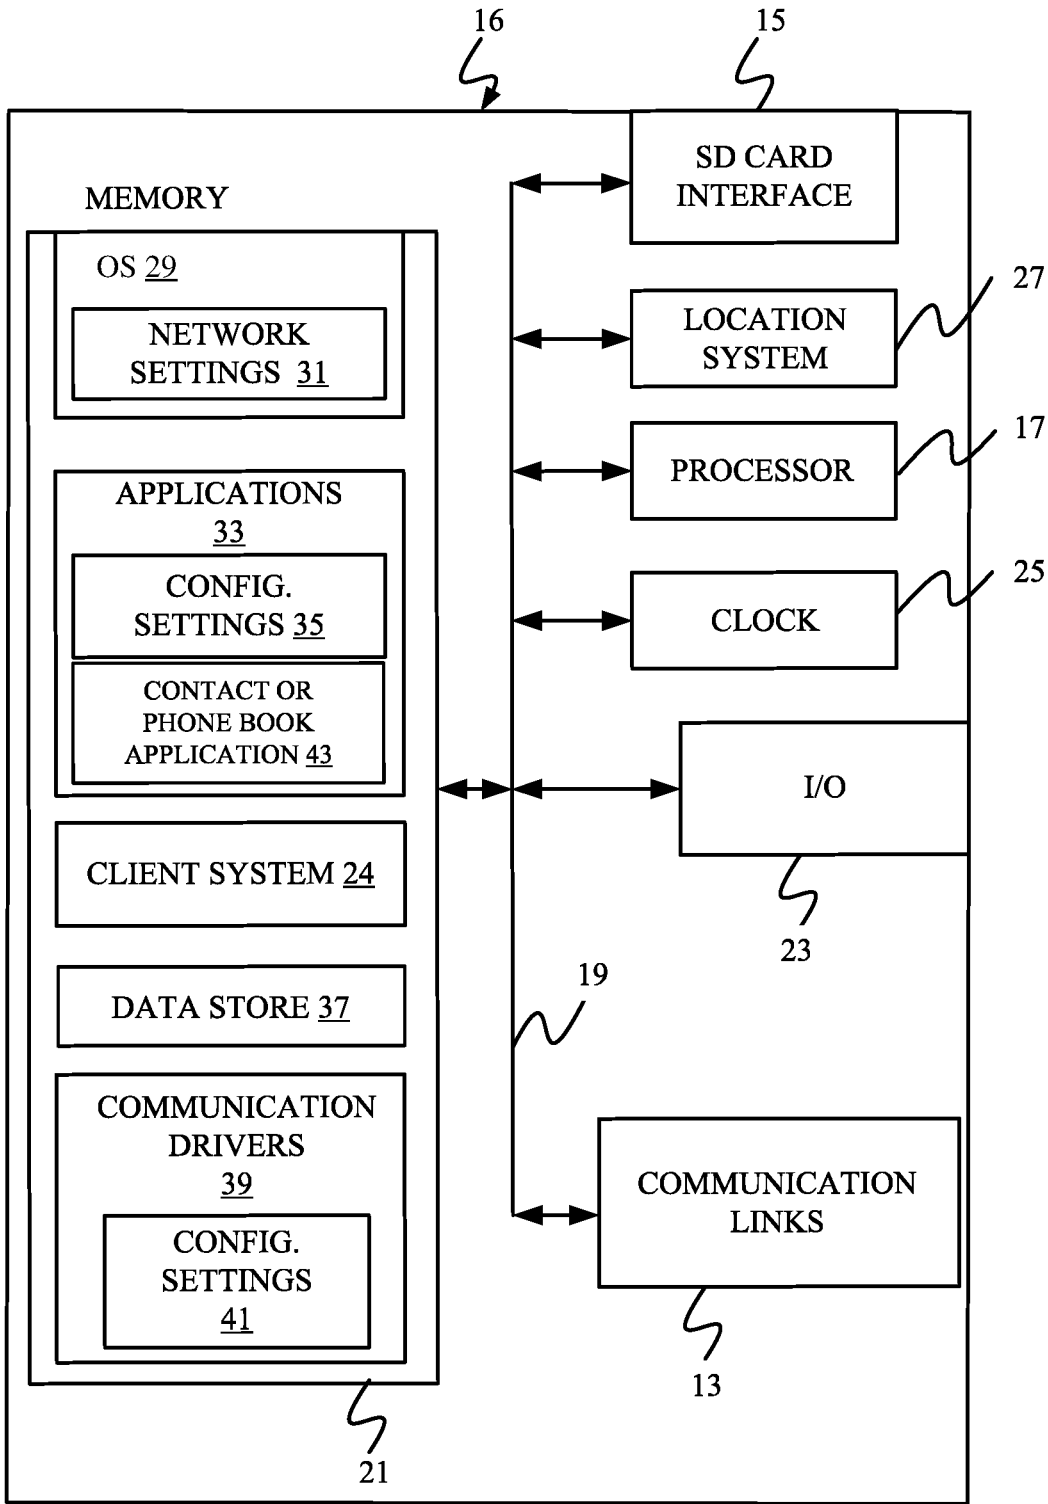 16
15
SD CARD
INTERFACE
MEMORY
OS 29
NETWORK
SETTINGS 31
27
LOCATION
SYSTEM
17
PROCESSOR
APPLICATIONS
33
CONFIG.
SETTINGS 35
CONTACT OR
PHONE BOOK
APPLICATION 43
25
CLOCK
I/O
23
CLIENT SYSTEM 24
19
DATA STORE 37
COMMUNICATION
DRIVERS
39
CONFIG.
SETTINGS
41
COMMUNICATION
LINKS
13
21